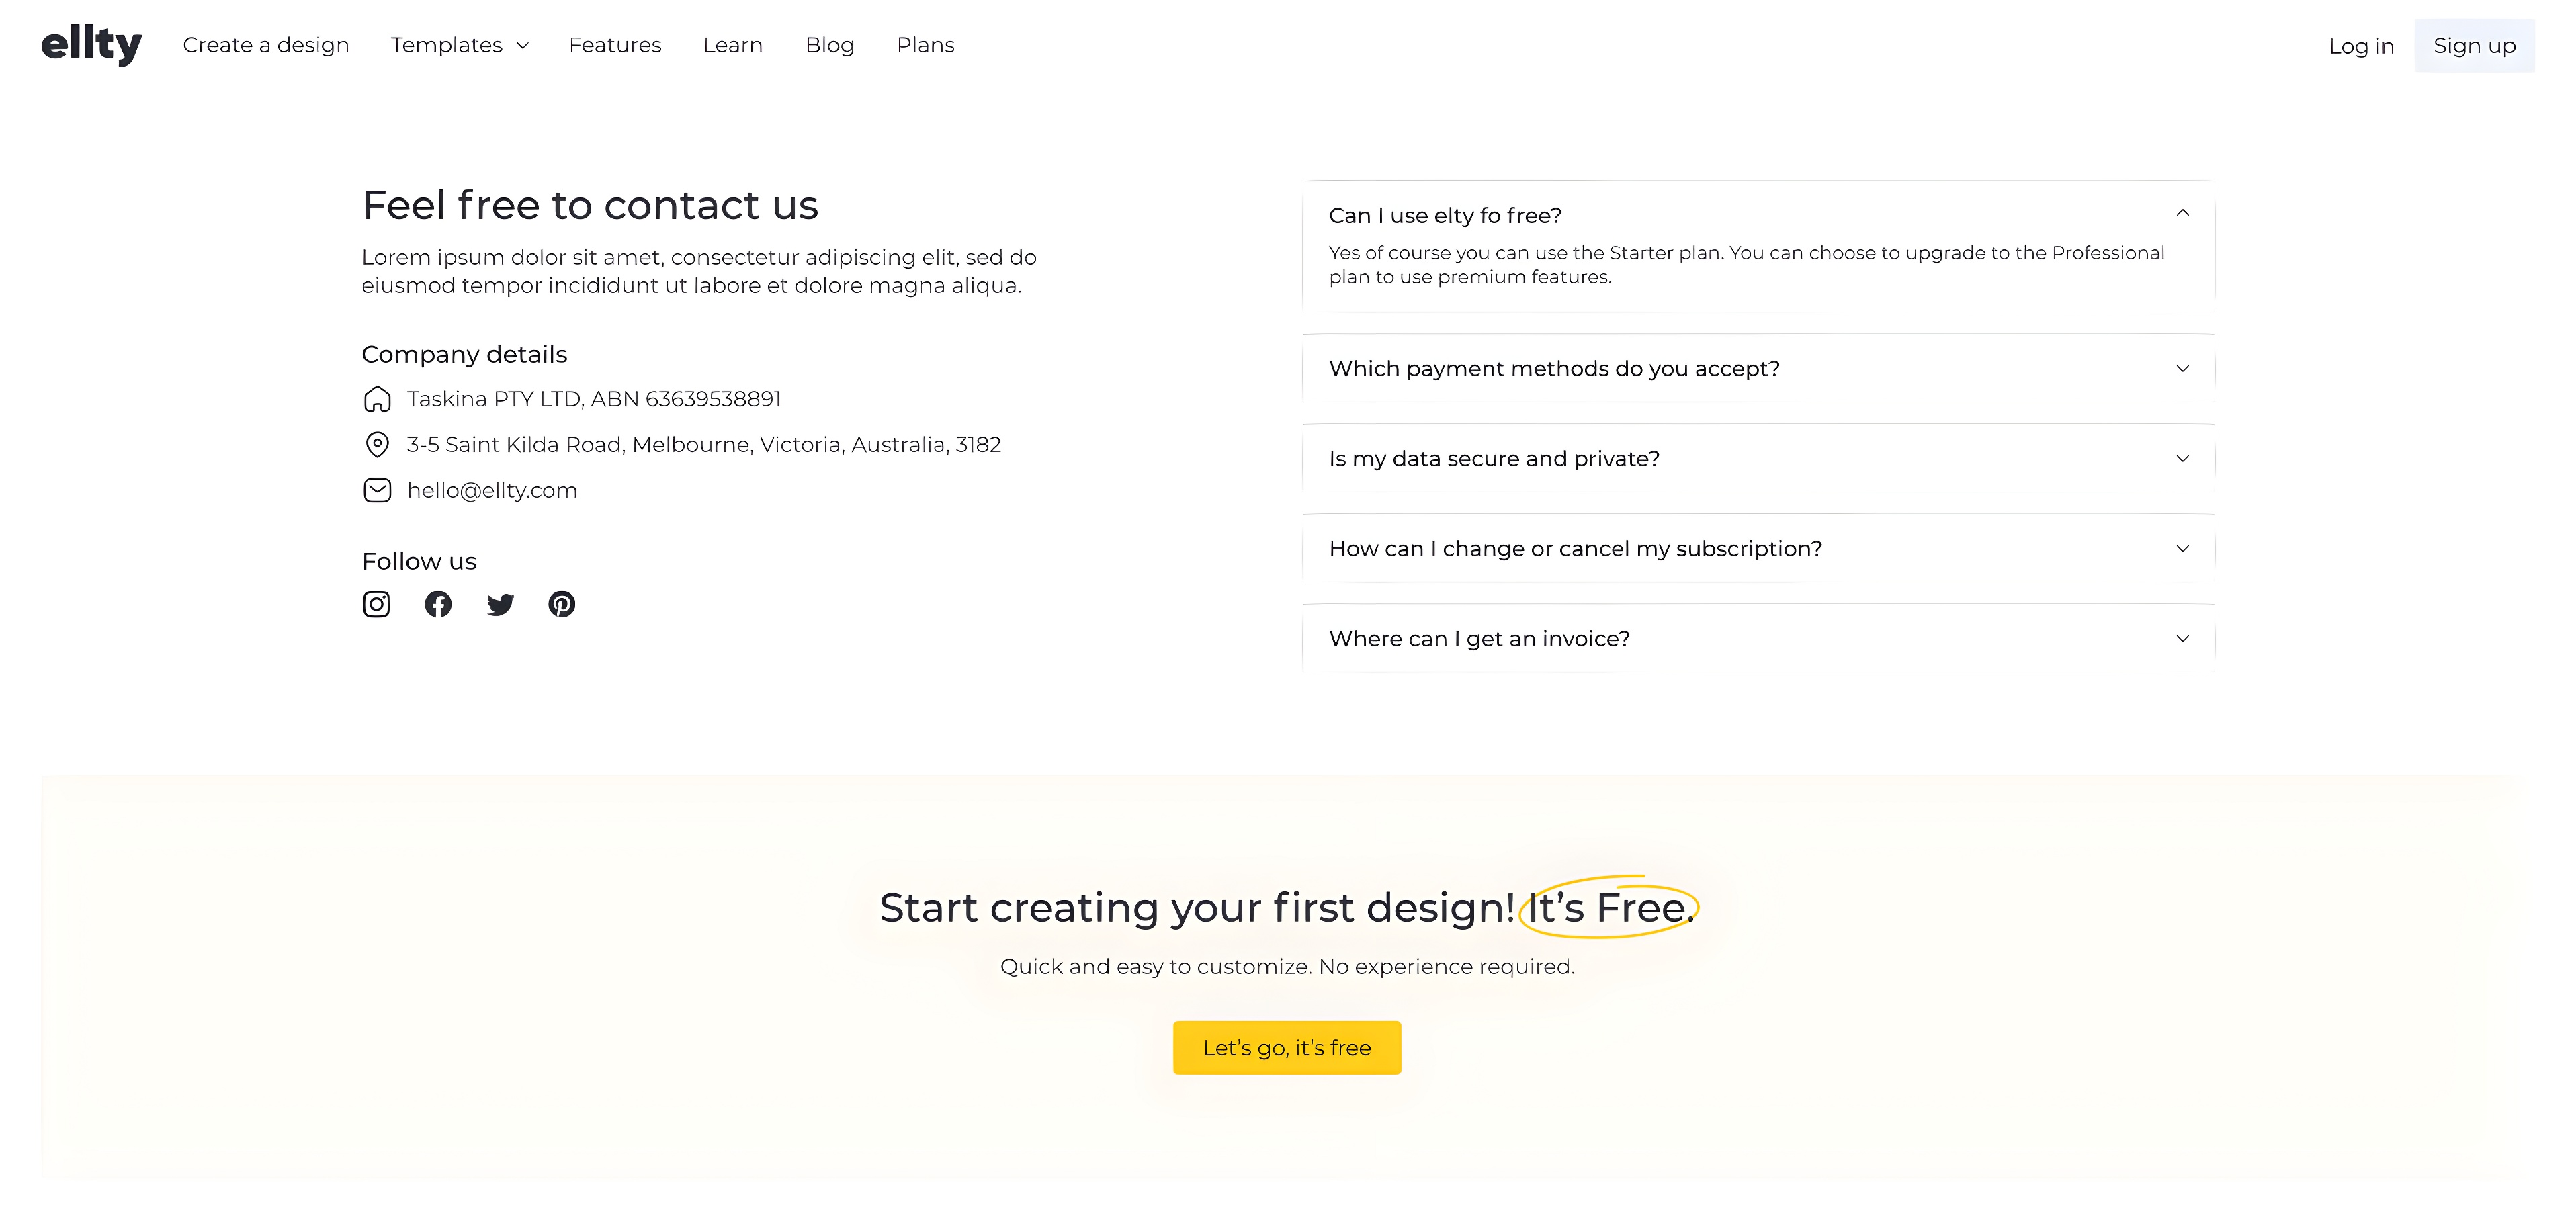 ellty Create a design Templates Features Learn Blog Plans Log in Sign up
Feel free to contact us
Lorem ipsum dolor sit amet, consectetur adipiscing elit, sed do
eiusmod tempor incididunt ut labore et dolore magna aliqua.
Company details
Taskina PTY LTD, ABN 63639538891
3-5 Saint Kilda Road, Melbourne, Victoria, Australia, 3182
hello@ellty.com
Follow us
Can I use elty fo free?
Yes of course you can use the Starter plan. You can choose to upgrade to the Professional
plan to use premium features.
Which payment methods do you accept?
Is my data secure and private?
How can I change or cancel my subscription?
Where can I get an invoice?
Start creating your first design! It’s Free.
Quick and easy to customize. No experience required.
Let's go, it's free